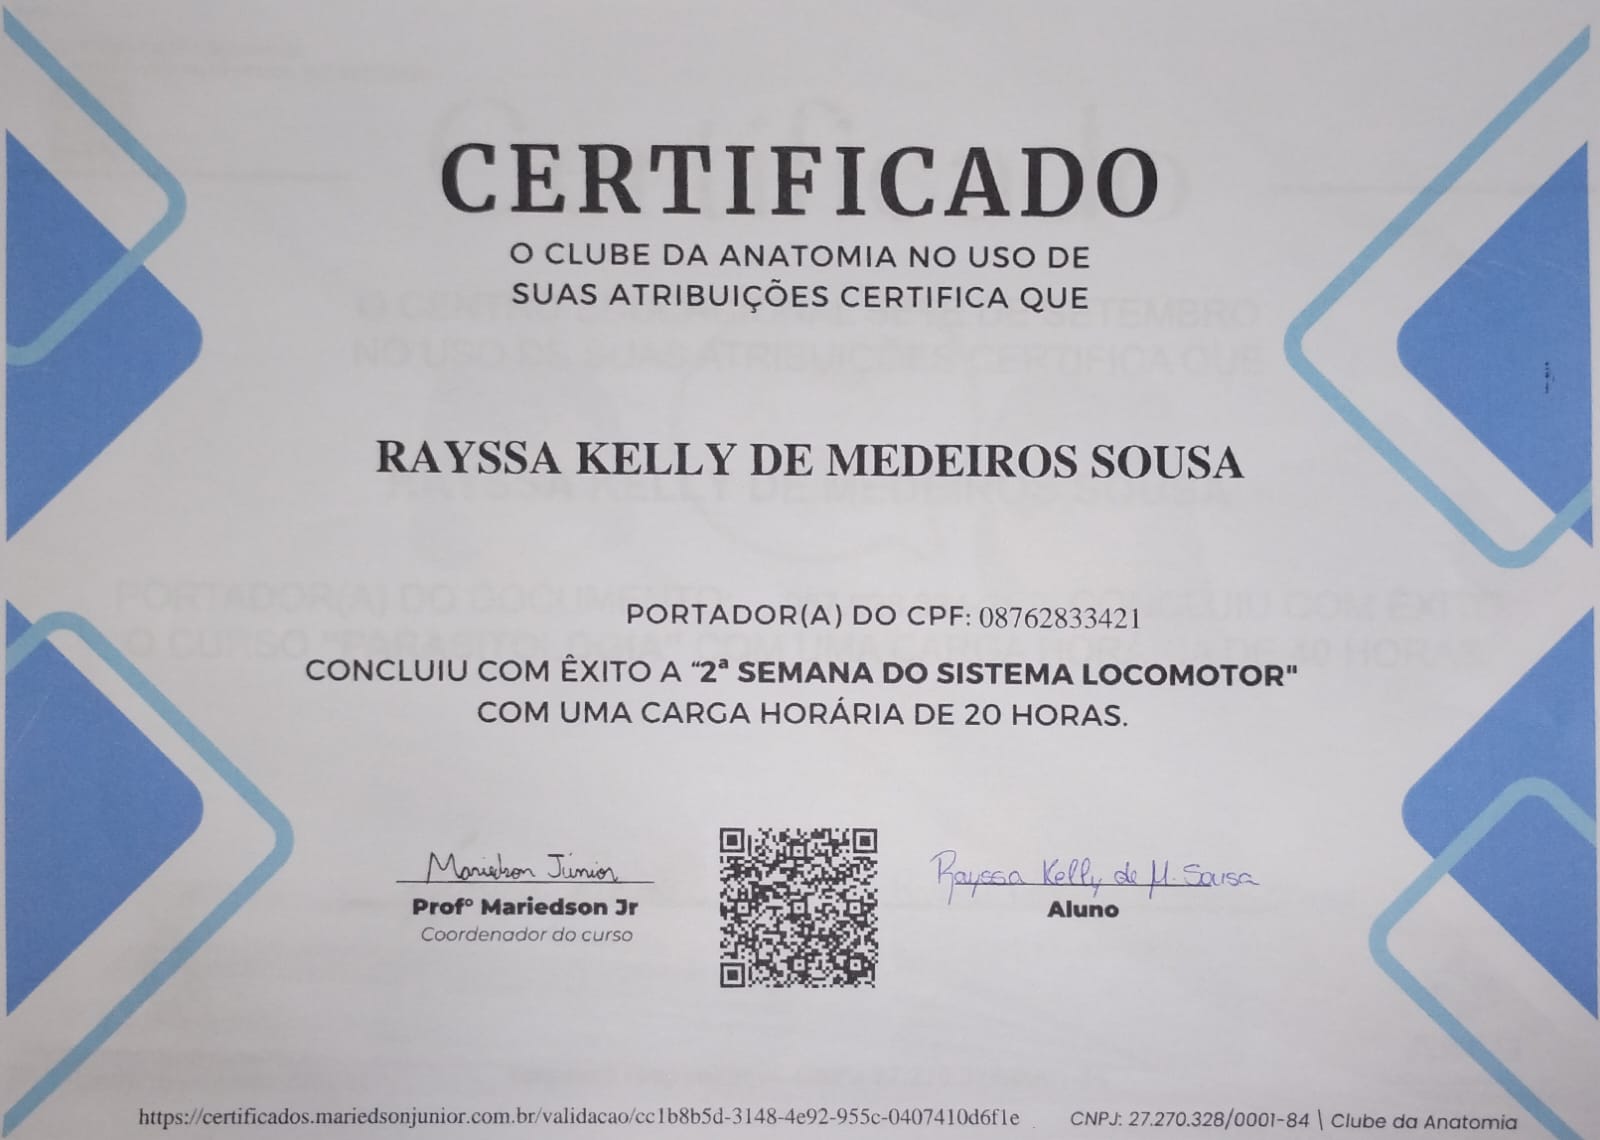 CERTIFICADO
O CLUBE DA ANATOMIA NO USO DE
SUAS ATRIBUIÇÕES CERTIFICA QUE
RAYSSA KELLY DE MEDEIROS SOUSA
PORTADOR(A) DO CPF: 08762833421
CONCLUIU COM ÊXITO A “2ª SEMANA DO SISTEMA LOCOMOTOR"
COM UMA CARGA HORÁRIA DE 20 HORAS.
Mariedson Júnior
Profº Mariedson Jr
Coordenador do curso
Rayssa Kelly de M. Sousa
Aluno
https://certificados.mariedsonjunior.com.br/validacao/cc1b8b5d-3148-4e92-955c-0407410d6f1e
CNPJ: 27.270.328/0001-84 | Clube da Anatomia